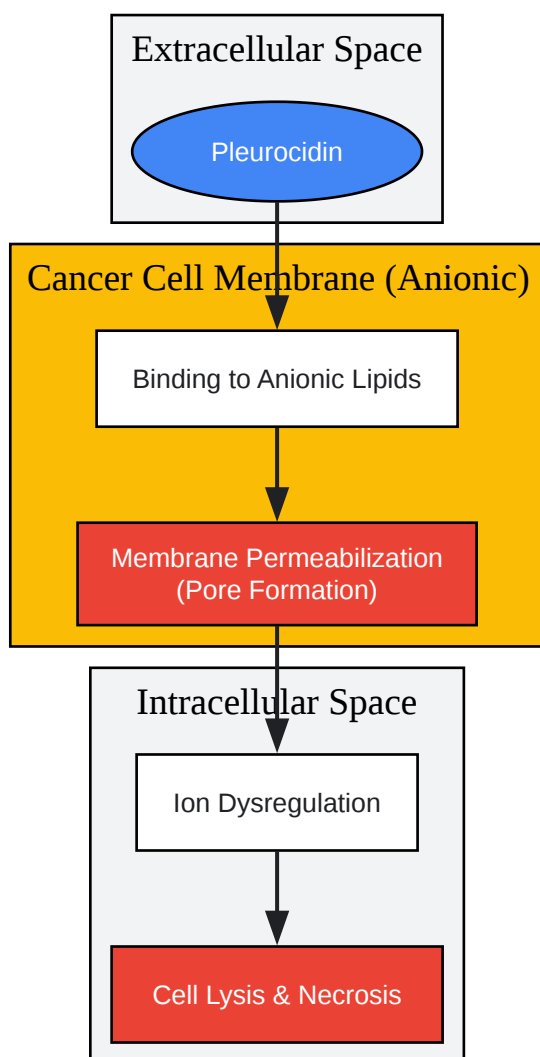 Extracellular Space
Pleurocidin
Cancer Cell Membrane (Anionic)
Binding to Anionic Lipids
Membrane Permeabilization
(Pore Formation)
Intracellular Space
Ion Dysregulation
Cell Lysis & Necrosis